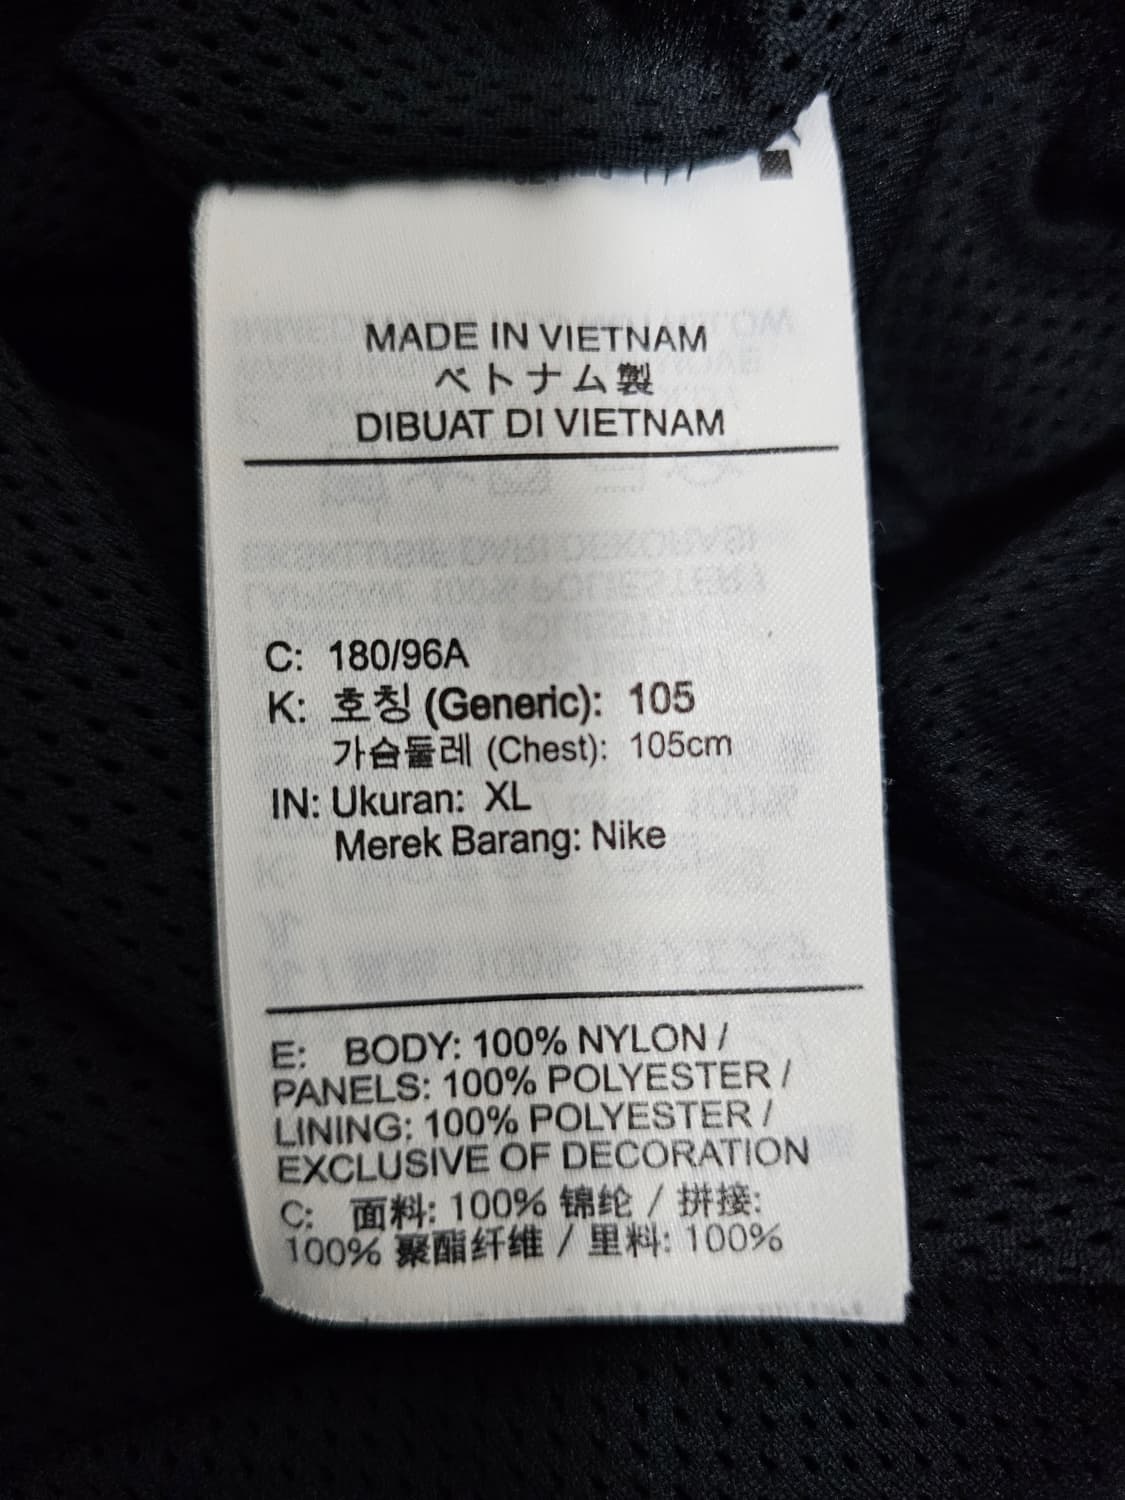 MADE IN VIETNAM
ベトナム製
DIBUAT DI VIETNAM
C: 180/96A
K: 호칭 (Generic): 105
가슴둘레 (Chest): 105cm
IN: Ukuran: XL
Merek Barang: Nike
E: BODY: 100% NYLON /
PANELS: 100% POLYESTER /
LINING: 100% POLYESTER /
EXCLUSIVE OF DECORATION
C: 面料: 100% 锦纶 / 拼接:
100% 聚酯纤维 / 里料: 100%